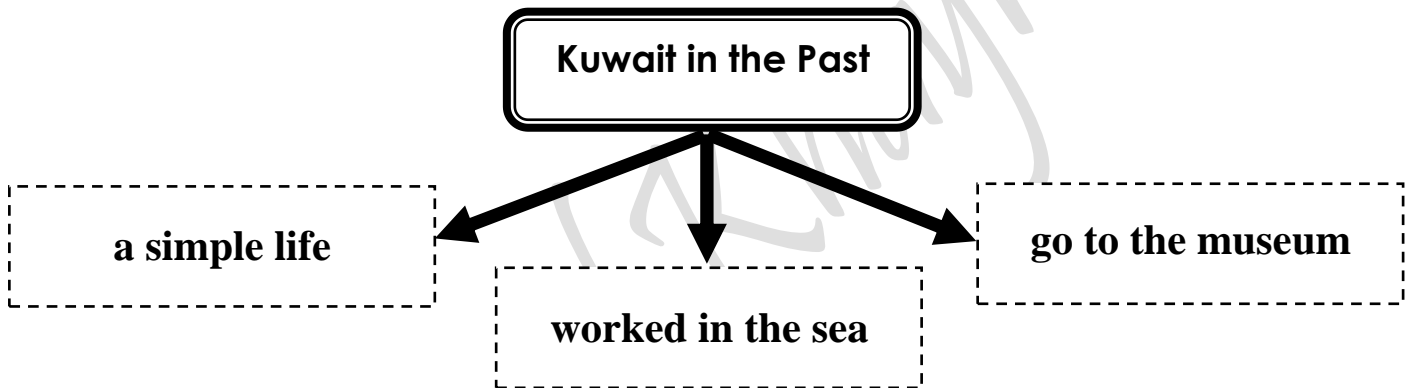 Kuwait in the Past
a simple life
worked in the sea
go to the museum